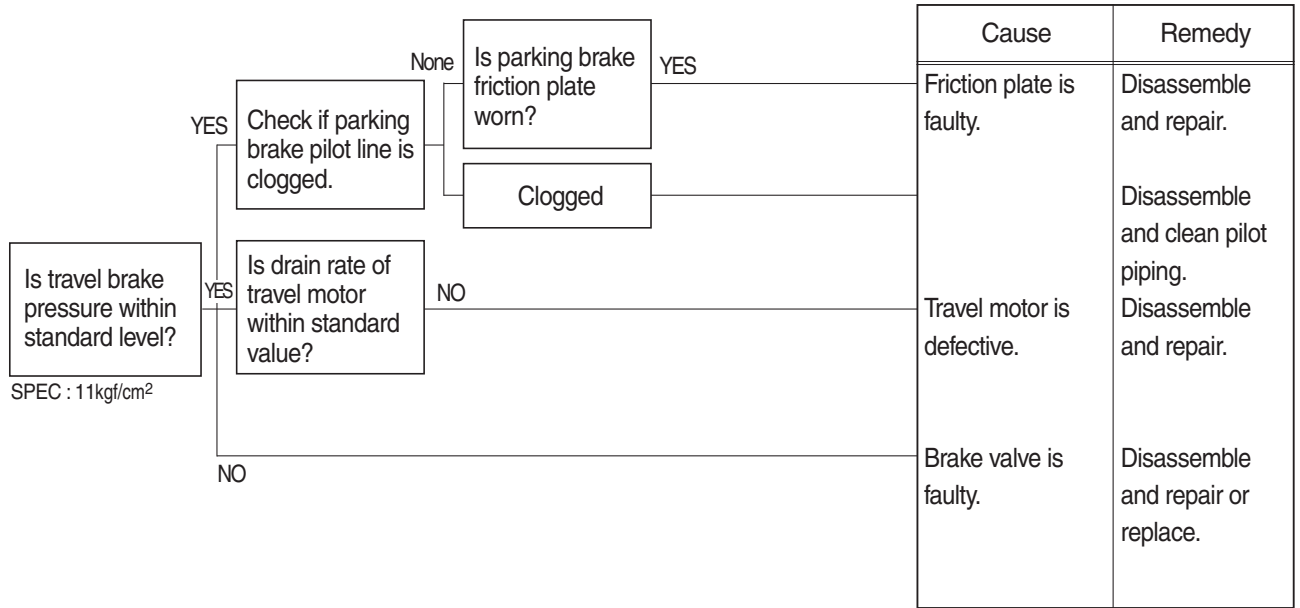 Cause
Remedy
None
Is parking brake
friction plate
worn?
YES
Friction plate is
faulty.
Disassemble
and repair.
YES
Check if parking
brake pilot line is
clogged.
Clogged
Disassemble
and clean pilot
piping.
Is travel brake
pressure within
standard level?
SPEC : 11kgf/cm2
YES
Is drain rate of
travel motor
within standard
value?
NO
Travel motor is
defective.
Disassemble
and repair.
NO
Brake valve is
faulty.
Disassemble
and repair or
replace.